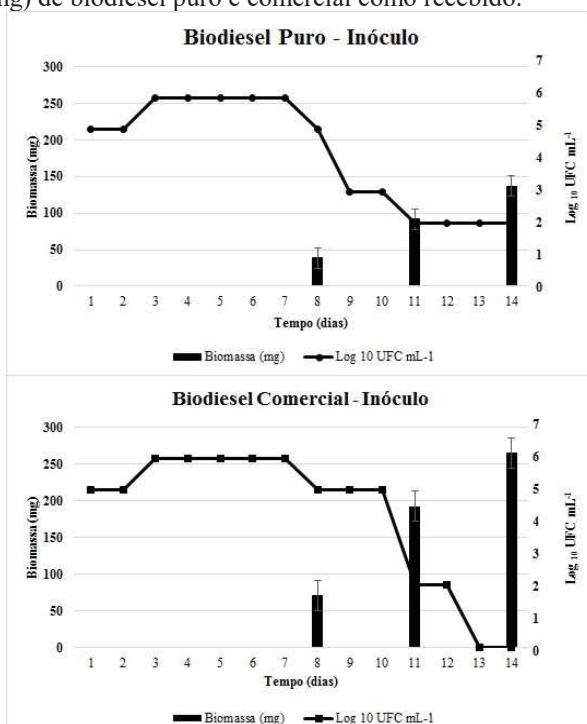 ng) de biodiesel puro e comercial como recebido.
Biodiesel Puro - Inóculo
300
250
200
150
100
50
0
Biomassa (mg)
7
6
5
4
3
2
1
0
Log 10 UFC mL-1
1 2 3 4 5 6 7 8 9 10 11 12 13 14
Tempo (dias)
Biomassa (mg) Log 10 UFC mL-1
Biodiesel Comercial - Inóculo
300
250
200
150
100
50
0
Biomassa (mg)
7
6
5
4
3
2
1
0
Log 10 UFC mL-1
1 2 3 4 5 6 7 8 9 10 11 12 13 14
Tempo (dias)
Biomassa (mg) Log 10 UFC mL-1